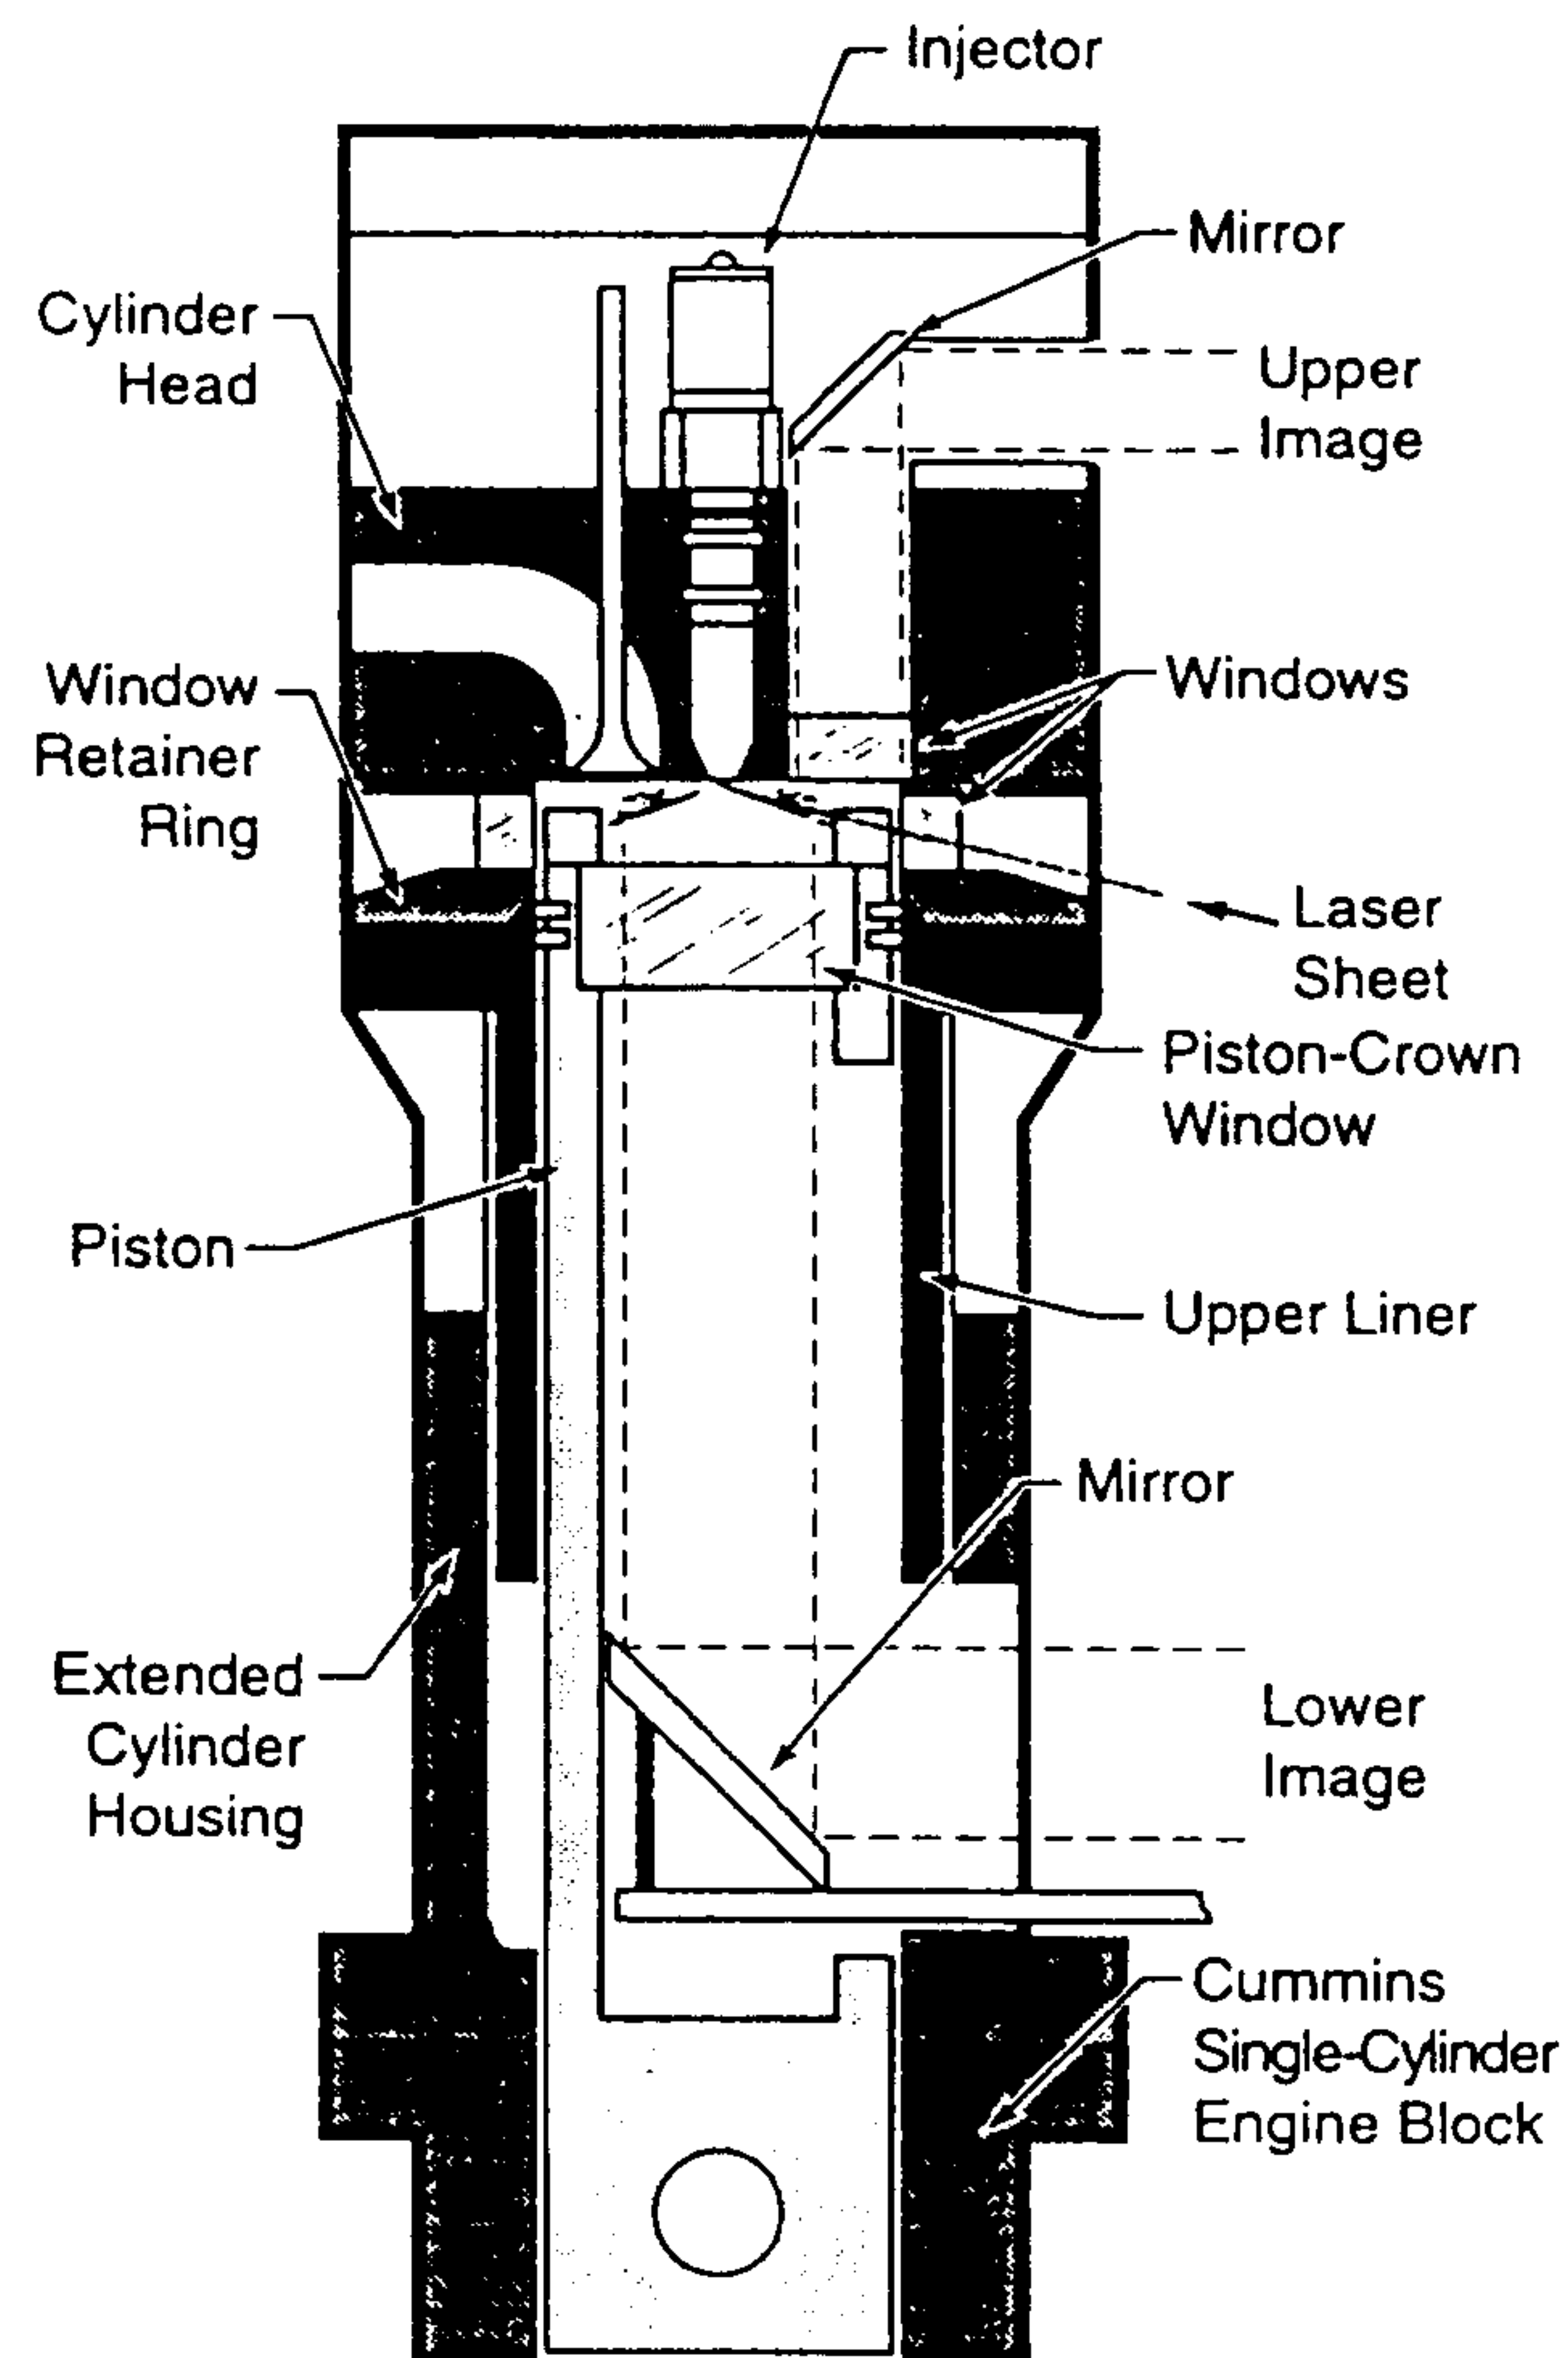 Injector
Mirror
Cylinder
Head
Upper
Image
Window
Retainer
Ring
Windows
Laser
Sheet
Piston-Crown
Window
Piston
Upper Liner
Mirror
Extended
Cylinder
Housing
Lower
Image
Cummins
Single-Cylinder
Engine Block